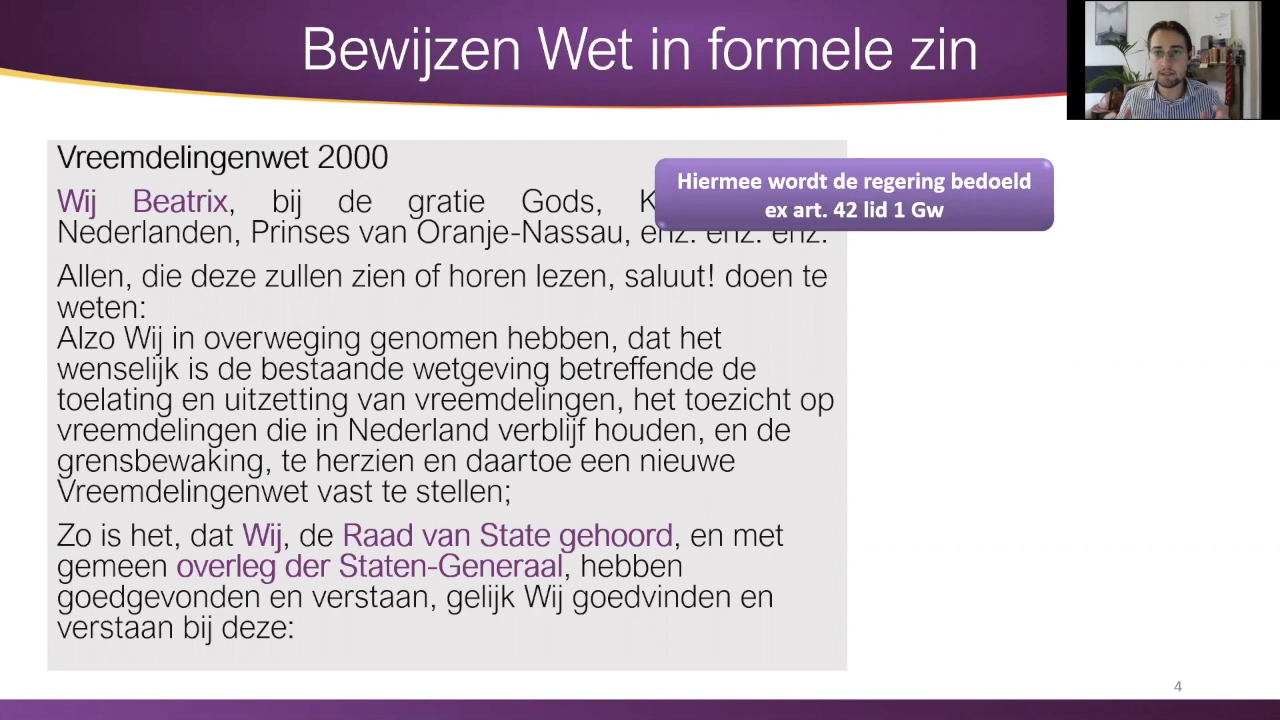 Bewijzen Wet in formele zin
Vreemdelingenwet 2000
Wij Beatrix, bij de gratie Gods, K
Nederlanden, Prinses van Oranje-Nassau, enz. enz. enz.
Hiermee wordt de regering bedoeld
ex art. 42 lid 1 Gw
Allen, die deze zullen zien of horen lezen, saluut! doen te
weten:
Alzo Wij in overweging genomen hebben, dat het
wenselijk is de bestaande wetgeving betreffende de
toelating en uitzetting van vreemdelingen, het toezicht op
vreemdelingen die in Nederland verblijf houden, en de
grensbewaking, te herzien en daartoe een nieuwe
Vreemdelingenwet vast te stellen;
Zo is het, dat Wij, de Raad van State gehoord, en met
gemeen overleg der Staten-Generaal, hebben
goedgevonden en verstaan, gelijk Wij goedvinden en
verstaan bij deze:
4